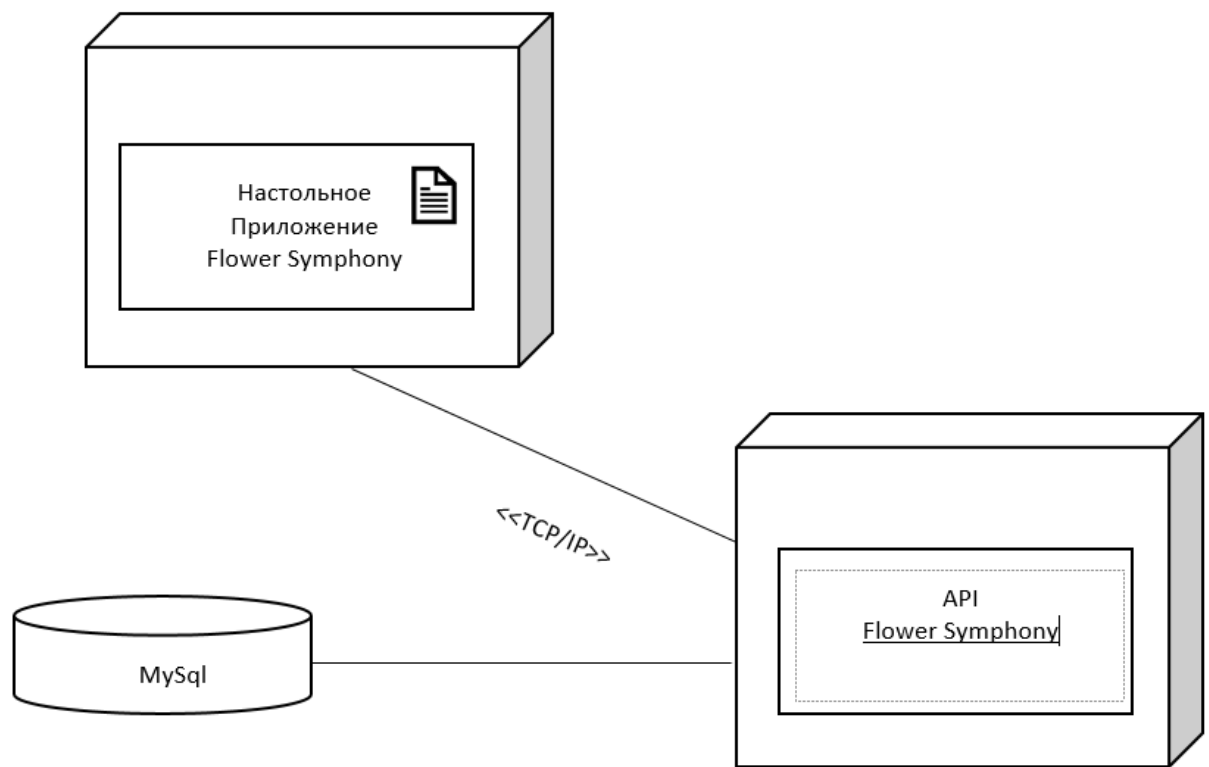 Настольное
Приложение
Flower Symphony
<<TCP/IP>>
API
Flower Symphony
MySql